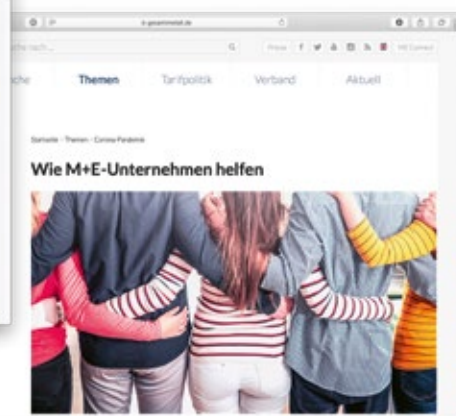 gesamtmetall.de
Presse
Themen Tarifpolitik Verband Aktuell
Startseite - Themen - Corona-Pandemie
Wie M+E-Unternehmen helfen